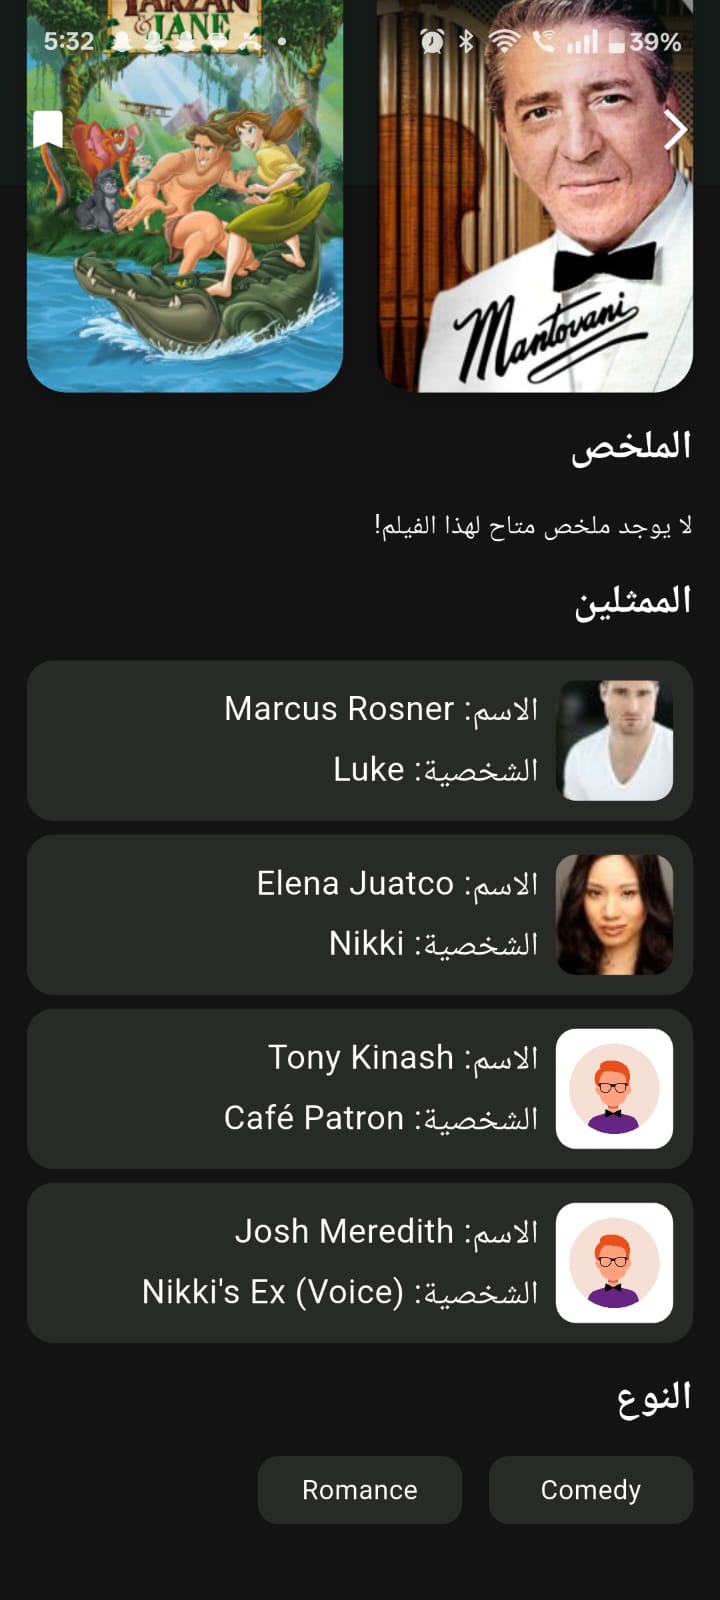 TARZAN
& JANE
5:32
39%
Mantovani
الملخص
لا يوجد ملخص متاح لهذا الفيلم!
الممثلين
الاسم: Marcus Rosner
الشخصية: Luke
الاسم: Elena Juatco
الشخصية: Nikki
الاسم: Tony Kinash
الشخصية: Café Patron
الاسم: Josh Meredith
الشخصية: Nikki's Ex (Voice)
النوع
Comedy
Romance